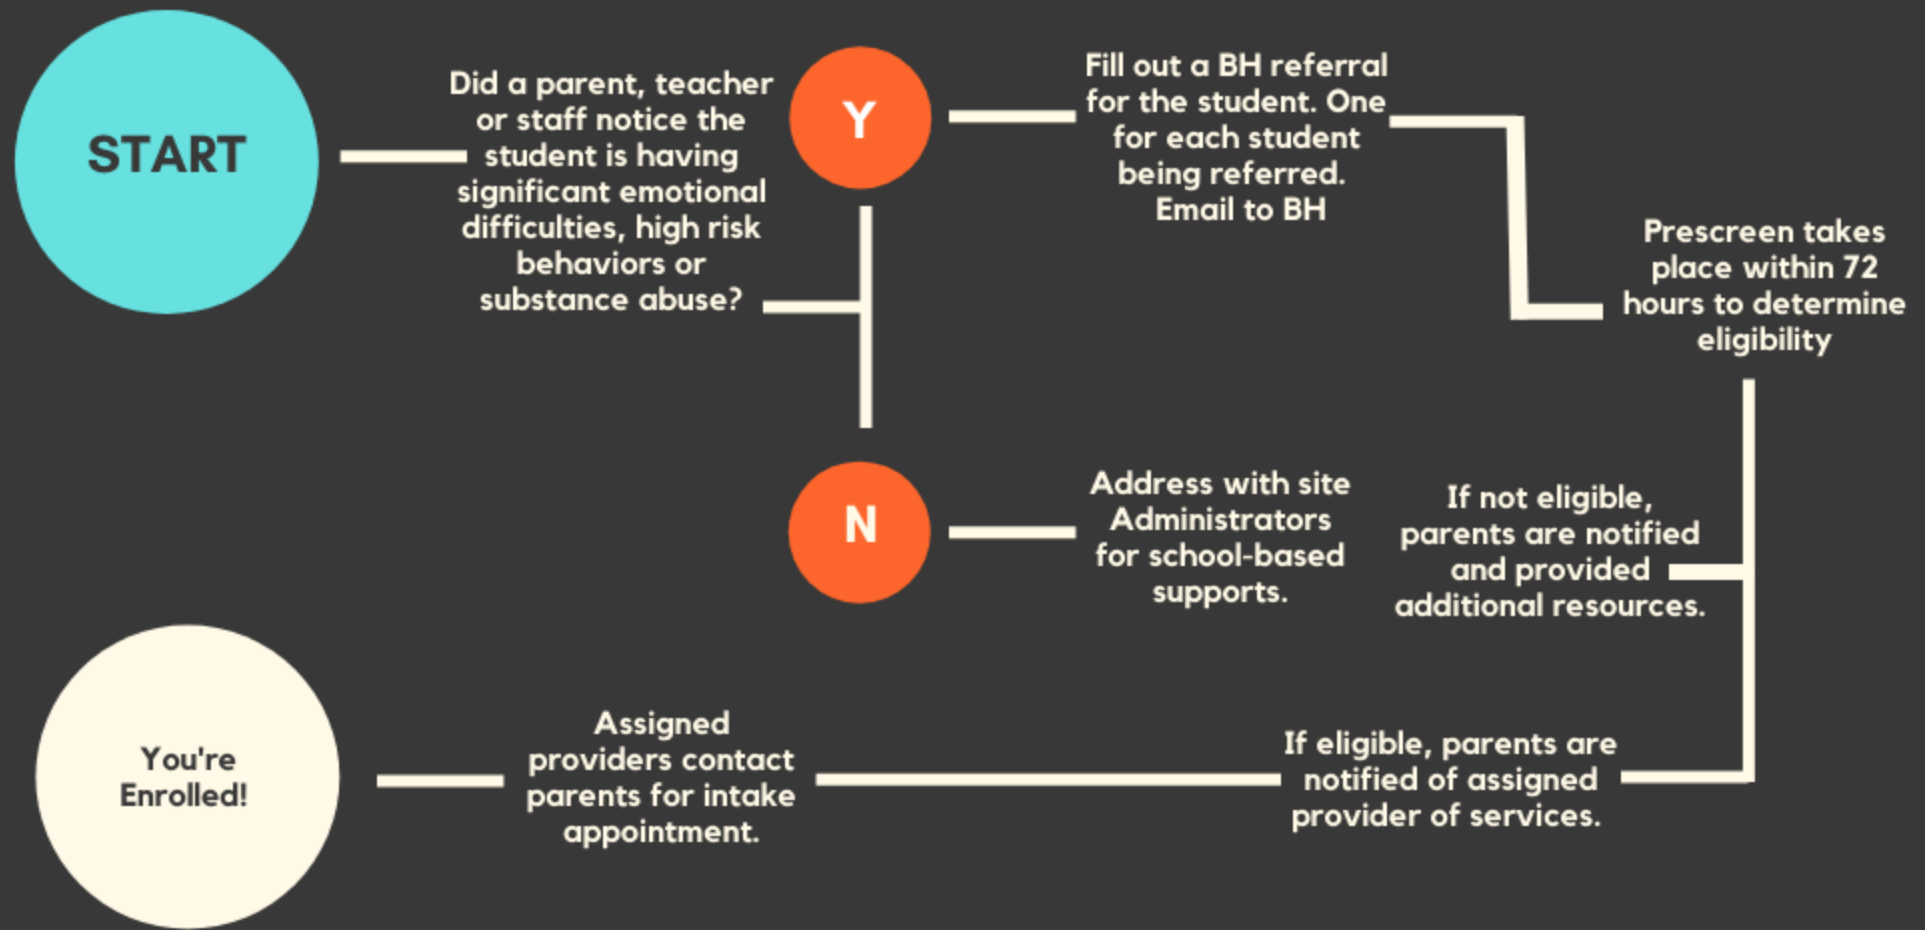 START
Did a parent, teacher
or staff notice the
student is having
significant emotional
difficulties, high risk
behaviors or
substance abuse?
Y
Fill out a BH referral
for the student. One
for each student
being referred.
Email to BH
Prescreen takes
place within 72
hours to determine
eligibility
N
Address with site
Administrators
for school-based
supports.
If not eligible,
parents are notified
and provided
additional resources.
If eligible, parents are
notified of assigned
provider of services.
Assigned
providers contact
parents for intake
appointment.
You're
Enrolled!